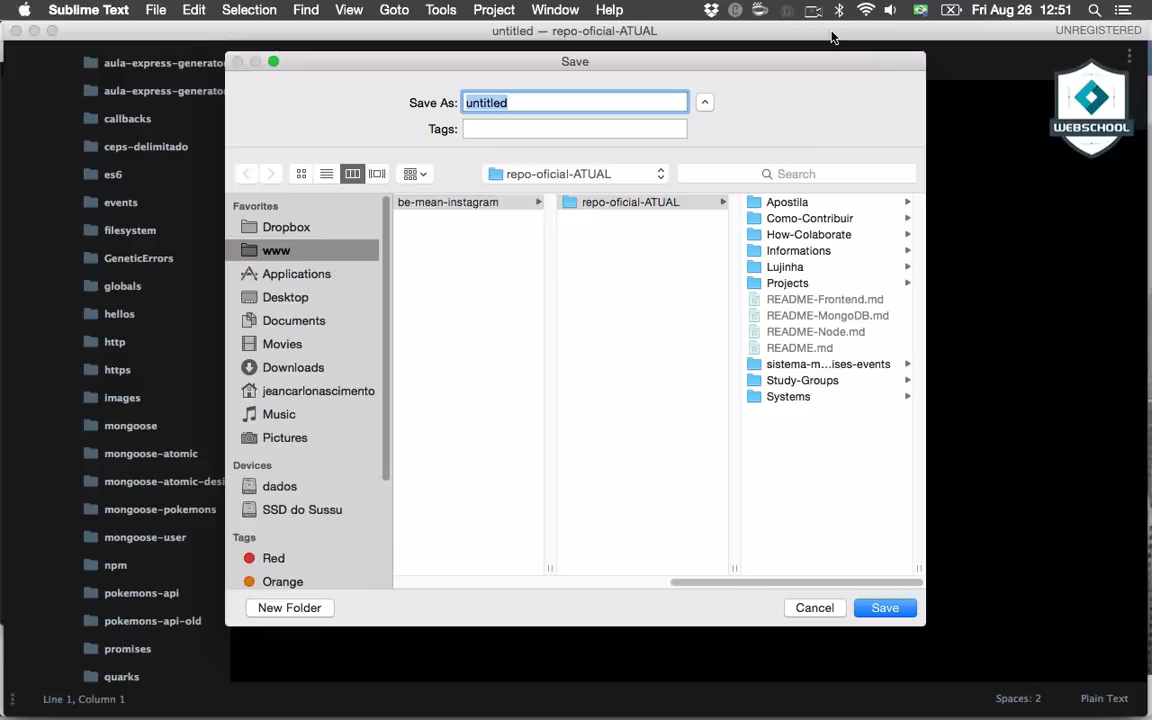 Sublime Text File Edit Selection Find View Goto Tools Project Window Help Fri Aug 26 12:51
untitled — repo-oficial-ATUAL UNREGISTERED
aula-express-generato
aula-express-generato
callbacks
ceps-delimitado
es6
events
filesystem
GeneticErrors
globals
hellos
http
https
images
mongoose
mongoose-atomic
mongoose-atomic-desi
mongoose-pokemons
mongoose-user
npm
pokemons-api
pokemons-api-old
promises
quarks
Save
Save As: untitled
Tags:
repo-oficial-ATUAL
Search
Favorites
Dropbox
www
Applications
Desktop
Documents
Movies
Downloads
jeancarlonascimento
Music
Pictures
Devices
dados
SSD do Sussu
Tags
Red
Orange
be-mean-instagram
repo-oficial-ATUAL
Apostila
Como-Contribuir
How-Colaborate
Informations
Lujinha
Projects
README-Frontend.md
README-MongoDB.md
README-Node.md
README.md
sistema-m...ises-events
Study-Groups
Systems
New Folder
Cancel
Save
WEBSCHOOL
Line 1, Column 1
Spaces: 2
Plain Text